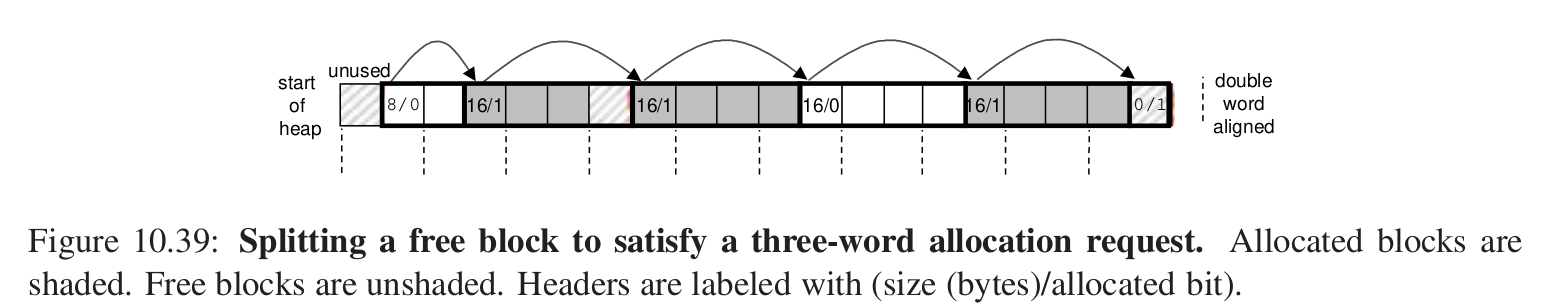 unused
start
of
heap
8/0 16/1 16/1 16/0 16/1 0/1
double
word
aligned
Figure 10.39: Splitting a free block to satisfy a three-word allocation request. Allocated blocks are
shaded. Free blocks are unshaded. Headers are labeled with (size (bytes)/allocated bit).